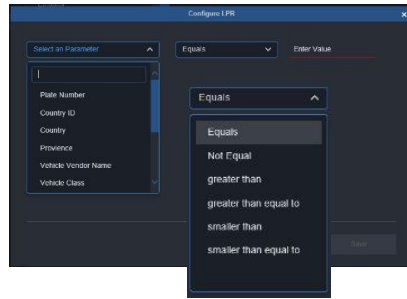 Configure LPR
x
Select an Parameter
Equals
Enter Value
Plate Number
Country ID
Country
Provience
Vehicle Vendor Name
Vehicle Class
Equals
Equals
Not Equal
greater than
greater than equal to
smaller than
smaller than equal to
Save